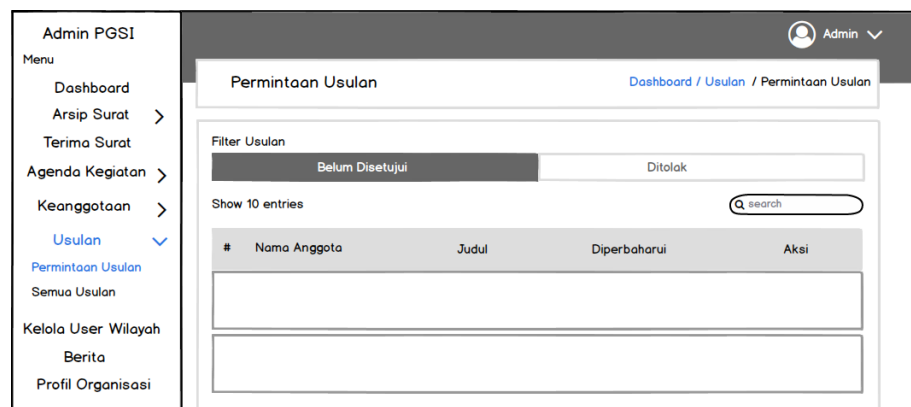 Admin PGSI
Menu
Dashboard
Arsip Surat
Terima Surat
Agenda Kegiatan
Keanggotaan
Usulan
Permintaan Usulan
Semua Usulan
Kelola User Wilayah
Berita
Profil Organisasi
Admin
Permintaan Usulan
Dashboard / Usulan / Permintaan Usulan
Filter Usulan
Belum Disetujui Ditolak
Show 10 entries search
# Nama Anggota Judul Diperbaharui Aksi